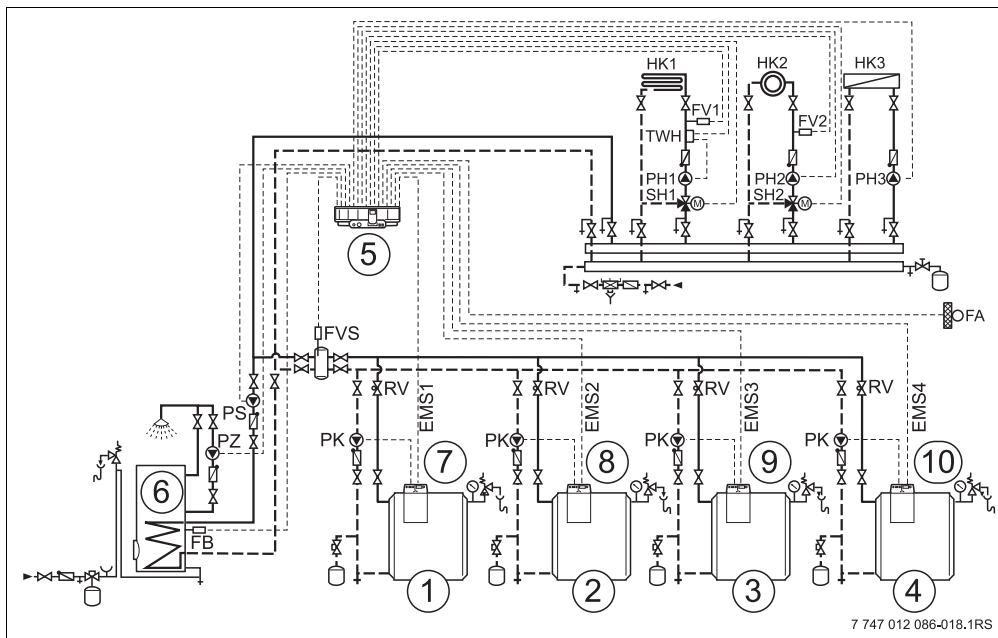 HK1
HK2
HK3
FV1
FV2
TWH
PH1
PH2
PH3
SH1
SH2
M
M
5
FA
FVS
RV
RV
RV
RV
EMS1
EMS2
EMS3
EMS4
PS
PZ
PK
PK
PK
PK
7
8
9
10
6
FB
1
2
3
4
7 747 012 086-018.1RS